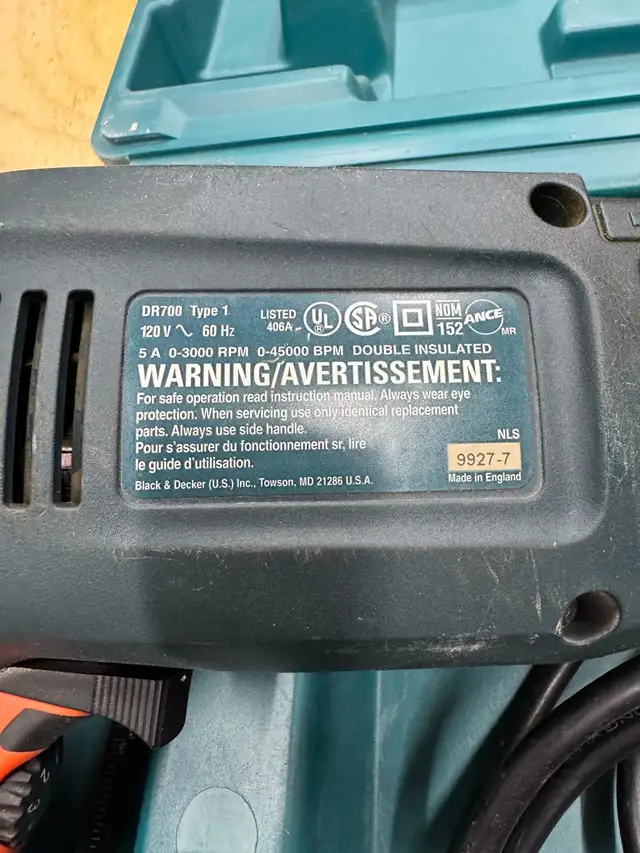 DR700 Type 1
120 V ∿ 60 Hz
LISTED
406A
UL
SA ®
NOM
152
ANCE
MR
5 A 0-3000 RPM 0-45000 BPM DOUBLE INSULATED
WARNING/AVERTISSEMENT:
For safe operation read instruction manual. Always wear eye
protection. When servicing use only identical replacement
parts. Always use side handle.
Pour s'assurer du fonctionnement sr, lire
le guide d'utilisation.
NLS
9927-7
Black & Decker (U.S.) Inc., Towson, MD 21286 U.S.A.
Made in England
2
3